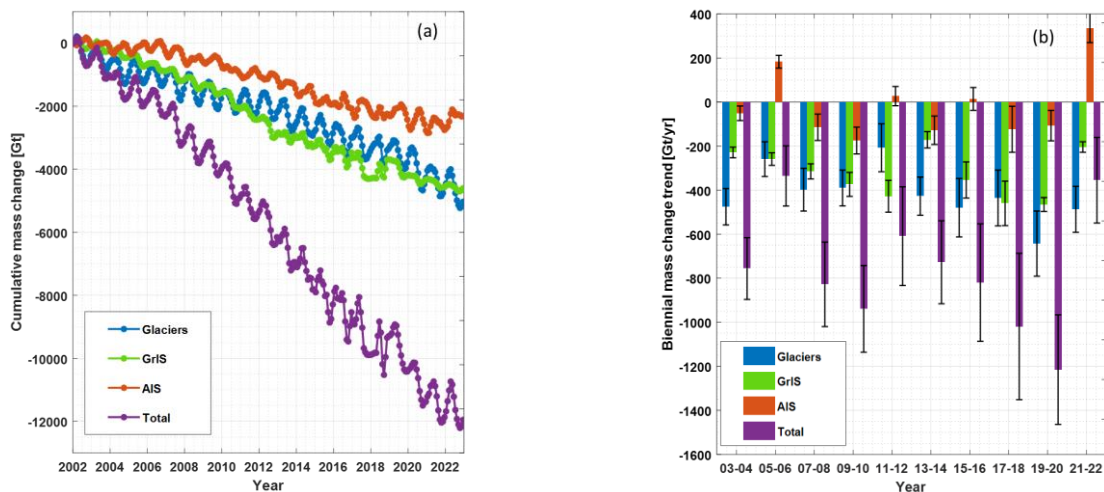 (a)
Cumulative mass change [Gt]
0
-2000
-4000
-6000
-8000
-10000
-12000
Glaciers
GrIS
AIS
Total
2002 2004 2006 2008 2010 2012 2014 2016 2018 2020 2022
Year
(b)
Biennial mass change trend [Gt/yr]
400
200
0
-200
-400
-600
-800
-1000
-1200
-1400
-1600
Glaciers
GrIS
AIS
Total
03-04 05-06 07-08 09-10 11-12 13-14 15-16 17-18 19-20 21-22
Year